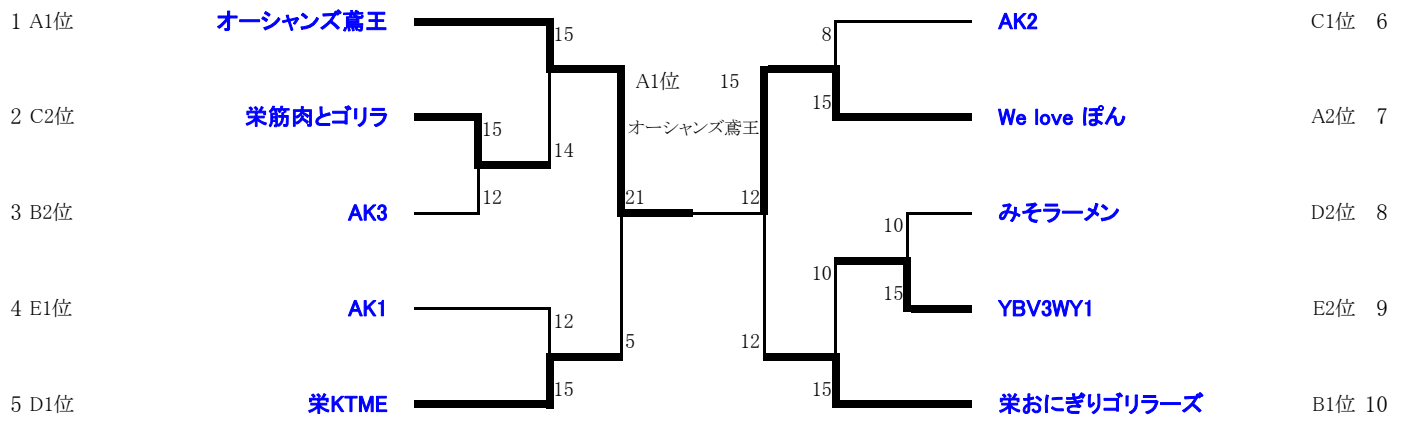 1 A1位 オーシャンズ鳶王 15 8 AK2 C1位 6
A1位 15
2 C2位 栄筋肉とゴリラ 15 14 オーシャンズ鳶王 15 We love ぽん A2位 7
3 B2位 AK3 12 21 12 10 みそラーメン D2位 8
4 E1位 AK1 12 5 12 10 15 YBV3WY1 E2位 9
5 D1位 栄KTME 15 15 栄おにぎりゴリラーズ B1位 10